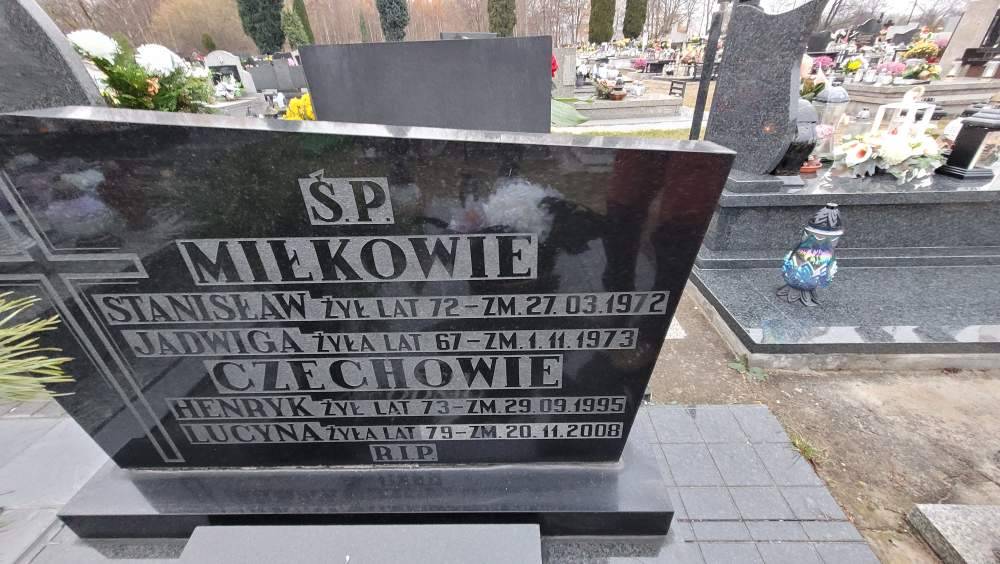 ŚP.
MIŁKOWIE
STANISŁAW ŻYŁ LAT 72 – ZM. 27.03.1972
JADWIGA ŻYŁA LAT 67 – ZM. 1.11.1973
CZECHOWIE
HENRYK ŻYŁ LAT 73 – ZM. 29.09.1995
LUCYNA ŻYŁA LAT 79 – ZM. 20.11.2008
R.I.P.